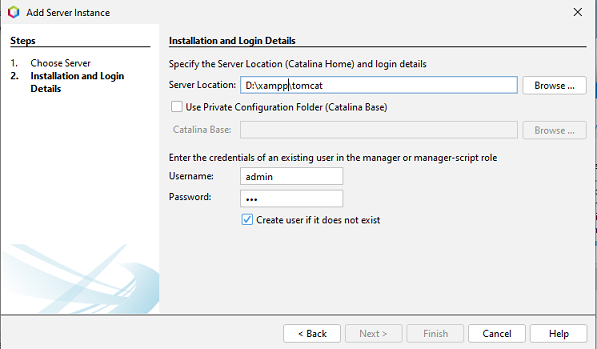 Add Server Instance
Steps
1. Choose Server
2. Installation and Login
Details
Installation and Login Details
Specify the Server Location (Catalina Home) and login details
Server Location: D:\xampp\tomcat Browse ...
Use Private Configuration Folder (Catalina Base)
Catalina Base: Browse ...
Enter the credentials of an existing user in the manager or manager-script role
Username: admin
Password: •••
Create user if it does not exist
< Back Next > Finish Cancel Help